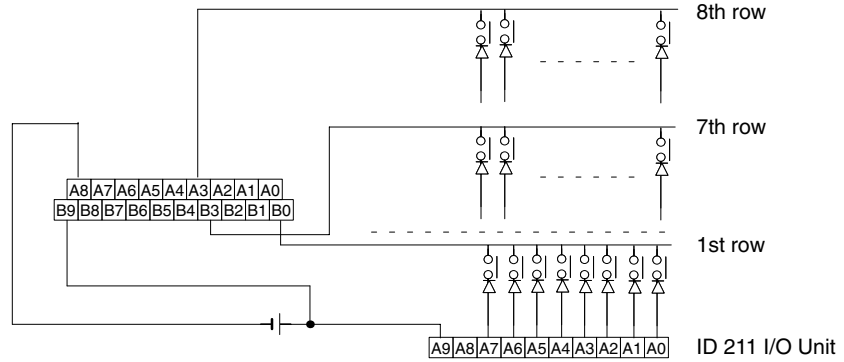 8th row
7th row
A8 A7 A6 A5 A4 A3 A2 A1 A0
B9 B8 B7 B6 B5 B4 B3 B2 B1 B0
1st row
A9 A8 A7 A6 A5 A4 A3 A2 A1 A0
ID 211 I/O Unit